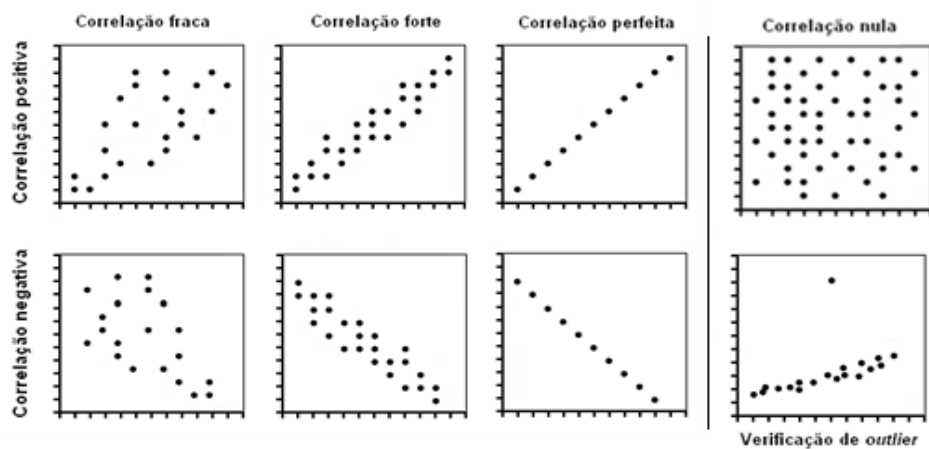 Correlação fraca
Correlação forte
Correlação perfeita
Correlação nula
Correlação positiva
Correlação negativa
Verificação de outlier